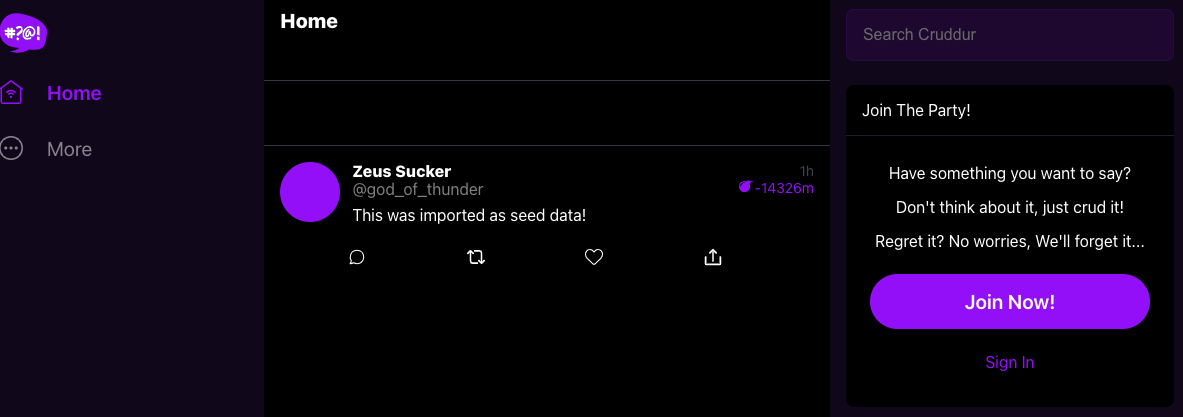 #?@!
Home
More
Home
Zeus Sucker
1h
@god_of_thunder
-14326m
This was imported as seed data!
Search Cruddur
Join The Party!
Have something you want to say?
Don't think about it, just crud it!
Regret it? No worries, We'll forget it...
Join Now!
Sign In